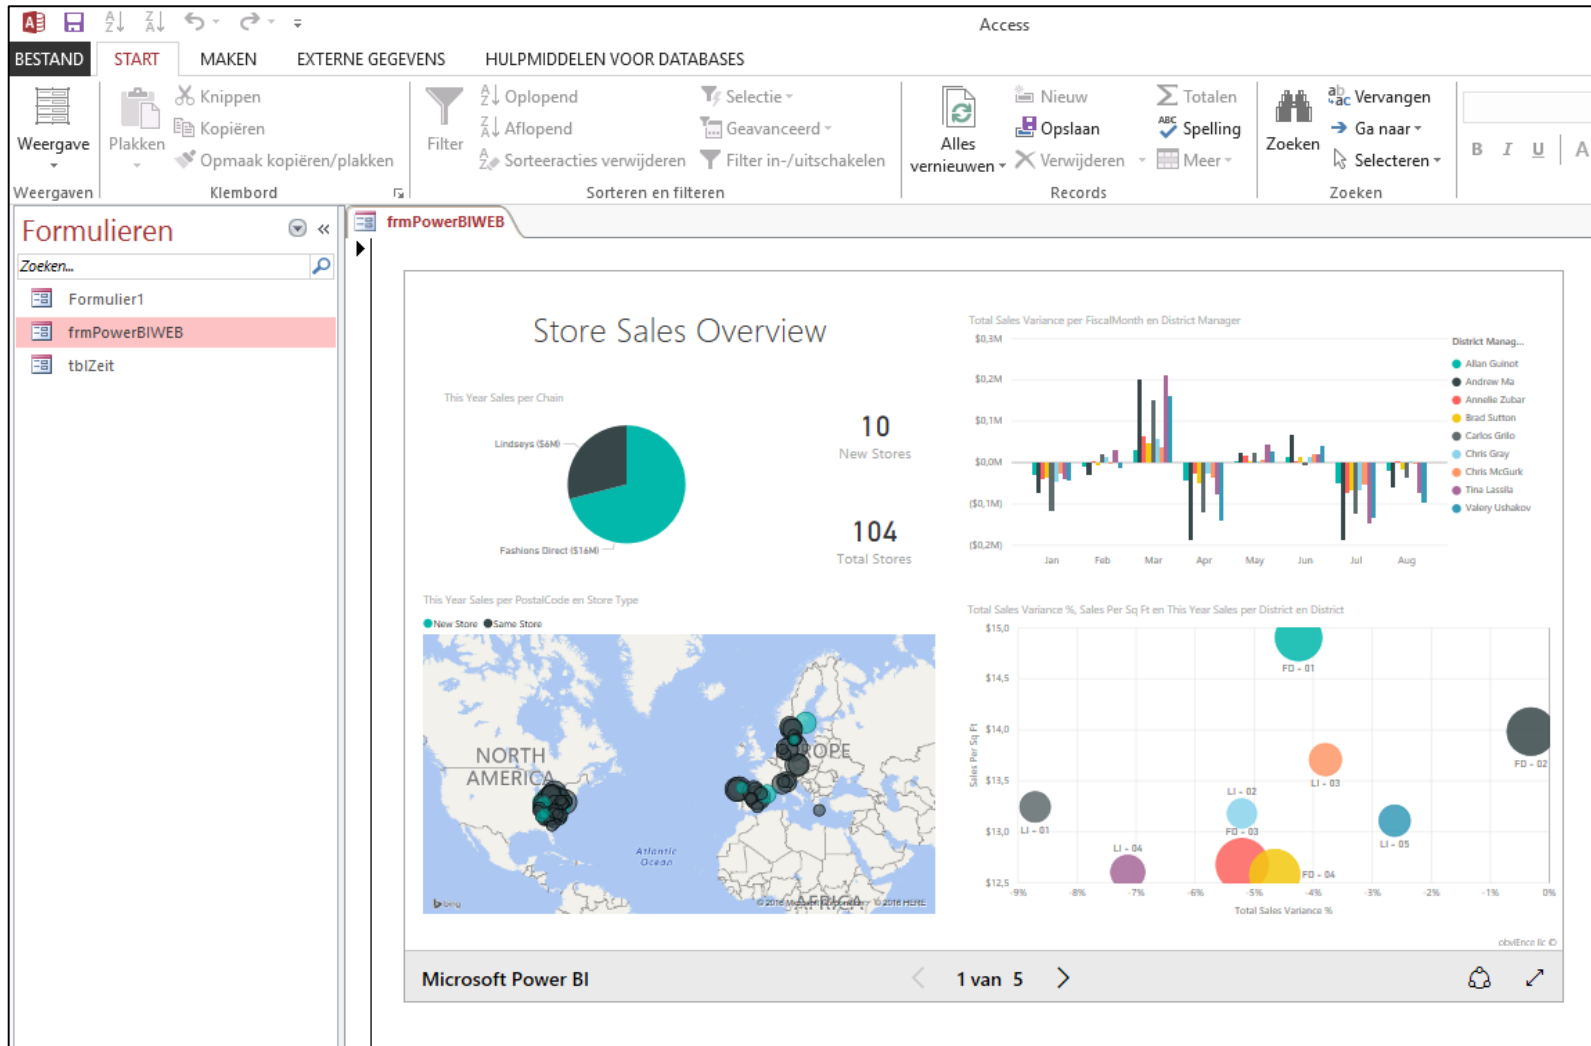 Access
BESTAND START MAKEN EXTERNE GEGEVENS HULPMIDDELEN VOOR DATABASES
Weergave
Weergaven
Plakken
Knippen
Kopiëren
Opmaak kopiëren/plakken
Klembord
Filter
Oplopend
Aflopend
Sorteeracties verwijderen
Selectie
Geavanceerd
Filter in-/uitschakelen
Sorteren en filteren
Alles
vernieuwen
Nieuw
Opslaan
Verwijderen
Totalen
Spelling
Meer
Records
Zoeken
Vervangen
Ga naar
Selecteren
Zoeken
B I U A
Formulieren
Zoeken...
Formulier1
frmPowerBIWEB
tblZeit
frmPowerBIWEB
Store Sales Overview
This Year Sales per Chain
Lindseys ($6M)
Fashions Direct ($16M)
10
New Stores
104
Total Stores
Total Sales Variance per FiscalMonth en District Manager
$0,3M
$0,2M
$0,1M
$0,0M
($0,1M)
($0,2M)
Jan Feb Mar Apr May Jun Jul Aug
District Manag...
Allan Guinot
Andrew Ma
Annelie Zubar
Brad Sutton
Carlos Grilo
Chris Gray
Chris McGurk
Tina Lassila
Valery Ushakov
This Year Sales per PostalCode en Store Type
New Store Same Store
NORTH
AMERICA
EUROPE
Atlantic
Ocean
AFRICA
bing
© 2016 Microsoft Corporation © 2016 HERE
Total Sales Variance %, Sales Per Sq Ft en This Year Sales per District en District
Sales Per Sq Ft
$15,0
$14,5
$14,0
$13,5
$13,0
$12,5
FD - 01
FD - 02
LI - 03
LI - 02
LI - 01
FD - 03
LI - 05
LI - 04
FD - 04
-9% -8% -7% -6% -5% -4% -3% -2% -1% 0%
Total Sales Variance %
obviEnce llc ©
Microsoft Power BI
1 van 5